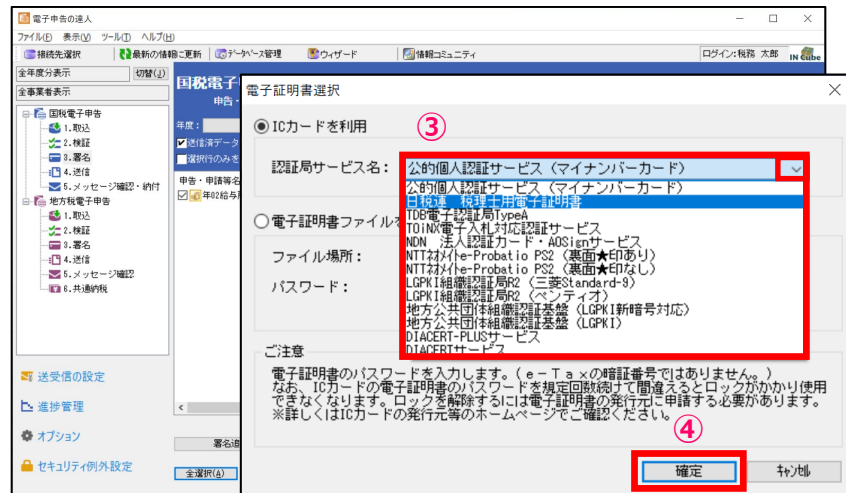 電子申告の達人
ファイル(F) 表示(V) ツール(T) ヘルプ(H)
接続先選択 最新の情報に更新 データベース管理 ウィザード 情報コミュニティ ログイン:税務 太郎 IN Cube
全年度分表示 切替(J)
全事業者表示
国税電子申告
1.取込
2.検証
3.署名
4.送信
5.メッセージ確認・納付
地方税電子申告
1.取込
2.検証
3.署名
4.送信
5.メッセージ確認
6.共通納税
送受信の設定
進捗管理
オプション
セキュリティ例外設定
国税電子
申告・
年度:
送信済データ
選択行のみを
申告・申請等名
年02給与
署名追
全選択(A)
電子証明書選択
ICカードを利用
③
認証局サービス名: 公的個人認証サービス(マイナンバーカード)
公的個人認証サービス(マイナンバーカード)
日税連 税理士用電子証明書
TDB電子認証局TypeA
TOiNX電子入札対応認証サービス
NDN 法人認証カード・AOSignサービス
NTTネオメイトe-Probatio PS2(裏面★印あり)
NTTネオメイトe-Probatio PS2(裏面★印なし)
LGPKI組織認証局R2(三菱Standard-9)
LGPKI組織認証局R2(ペンティオ)
地方公共団体組織認証基盤(LGPKI新暗号対応)
地方公共団体組織認証基盤(LGPKI)
DIACERT-PLUSサービス
DIACERTサービス
電子証明書ファイルを
ファイル場所:
パスワード:
ご注意
電子証明書のパスワードを入力します。(e-Taxの暗証番号ではありません。)
なお、ICカードの電子証明書のパスワードを規定回数続けて間違えるとロックがかかり使用
できなくなります。ロックを解除するには電子証明書の発行元に申請する必要があります。
※詳しくはICカードの発行元等のホームページでご確認ください。
④
確定 キャンセル